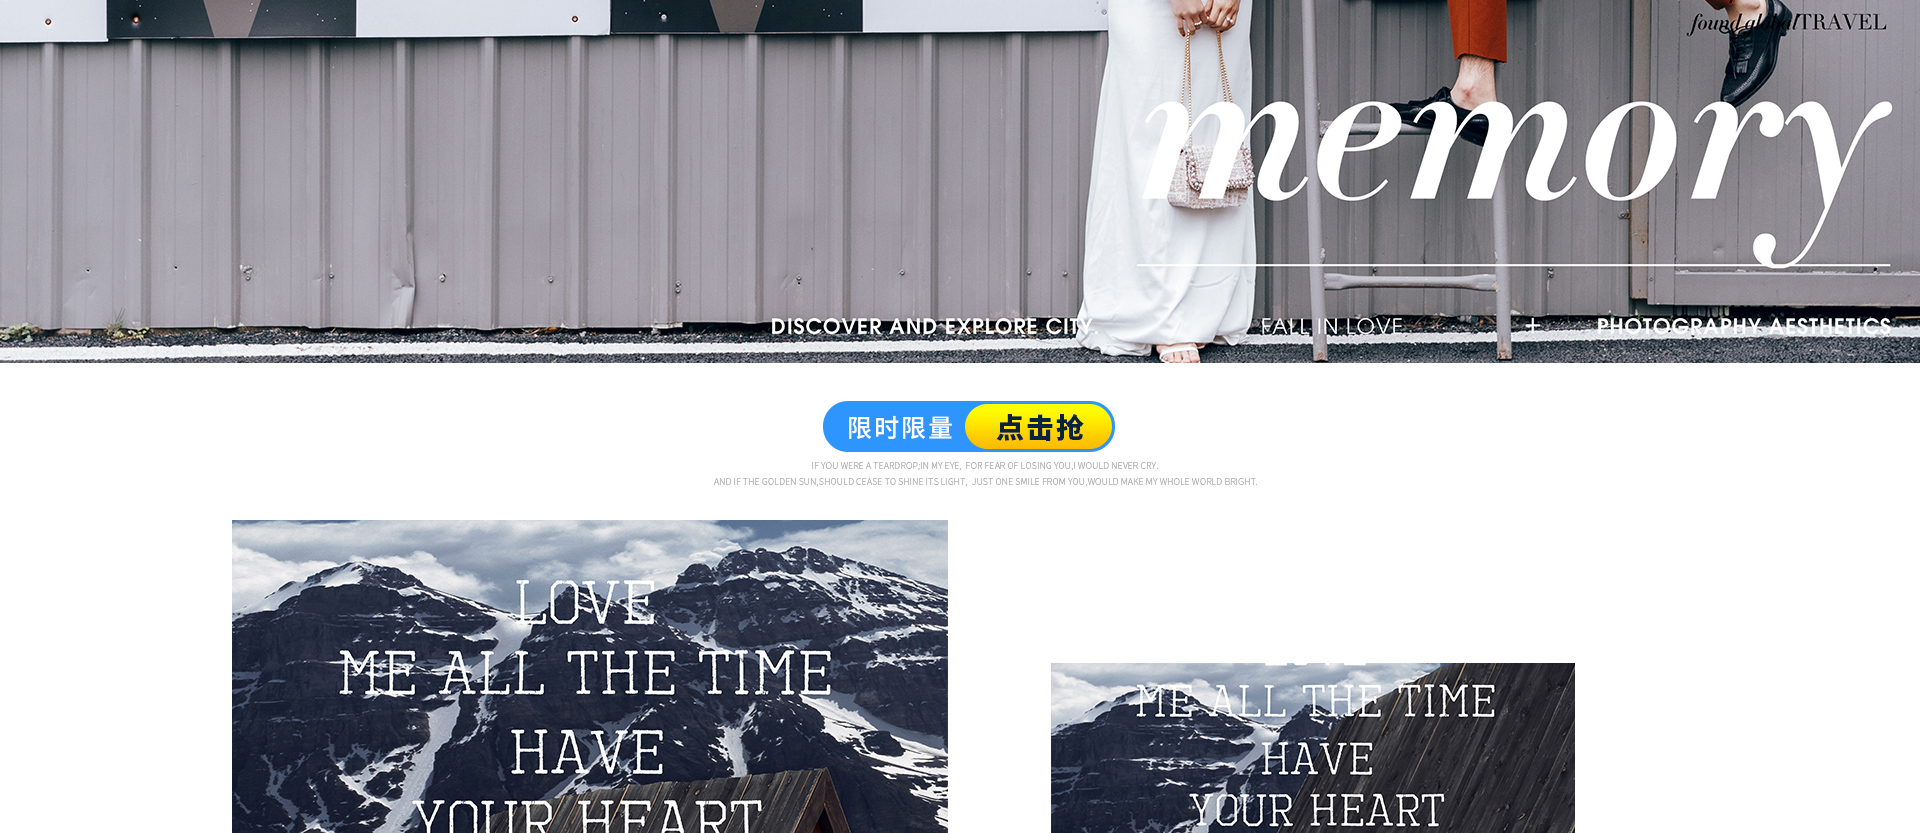 found global TRAVEL
memory
DISCOVER AND EXPLORE CITY. FALL IN LOVE + PHOTOGRAPHY AESTHETICS
限时限量 点击抢
IF YOU WERE A TEARDROP;IN MY EYE, FOR FEAR OF LOSING YOU,I WOULD NEVER CRY.
AND IF THE GOLDEN SUN,SHOULD CEASE TO SHINE ITS LIGHT, JUST ONE SMILE FROM YOU,WOULD MAKE MY WHOLE WORLD BRIGHT.
LOVE
ME ALL THE TIME
HAVE
YOUR HEART
ME ALL THE TIME
HAVE
YOUR HEART